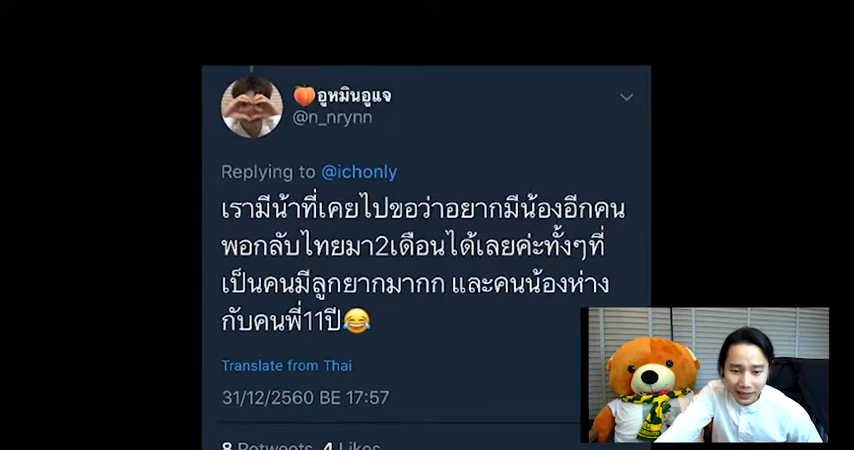 🍑อูหมินอูแจ
@n_nrynn
Replying to @ichonly
เรามีน้าที่เคยไปขอว่าอยากมีน้องอีกคน
พอกลับไทยมา2เดือนได้เลยค่ะทั้งๆที่
เป็นคนมีลูกยากมากก และคนน้องห่าง
กับคนพี่11ปี😂
Translate from Thai
31/12/2560 BE 17:57
8 Retweets 4 Likes